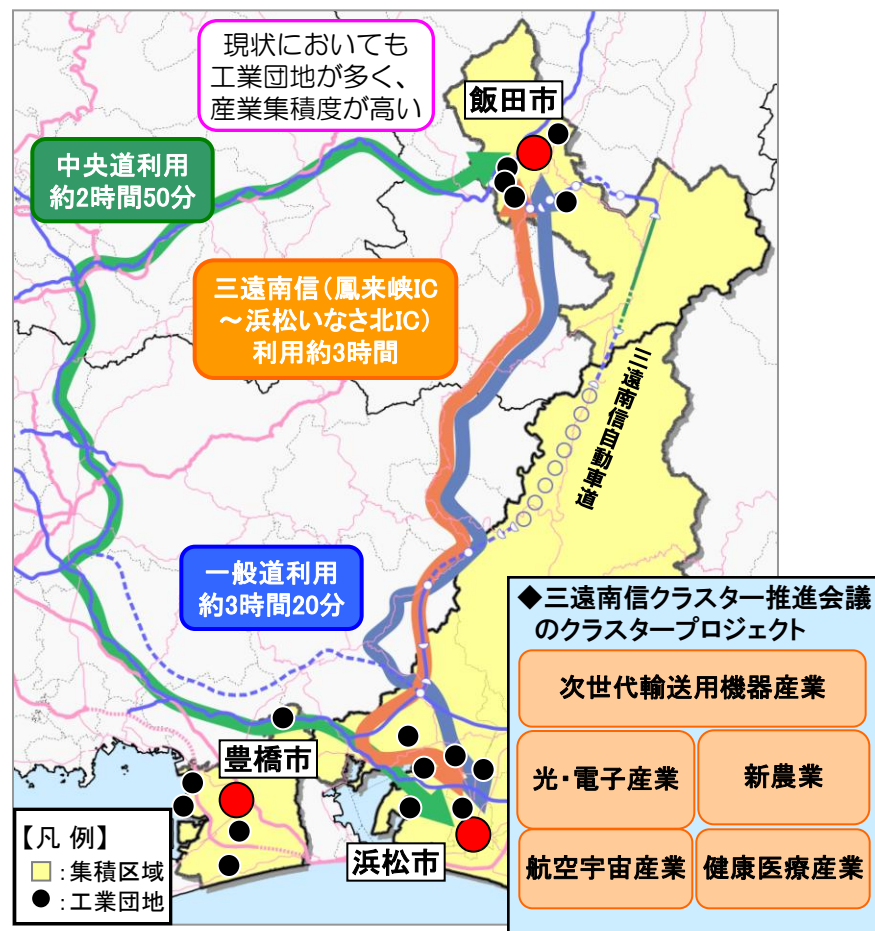 現状においても
工業団地が多く、
産業集積度が高い
飯田市
中央道利用
約2時間50分
三遠南信(鳳来峡IC
～浜松いなさ北IC)
利用約3時間
三遠南信自動車道
一般道利用
約3時間20分
豊橋市
浜松市
【凡 例】
：集積区域
：工業団地
◆三遠南信クラスター推進会議
のクラスタープロジェクト
次世代輸送用機器産業
光・電子産業
新農業
航空宇宙産業
健康医療産業